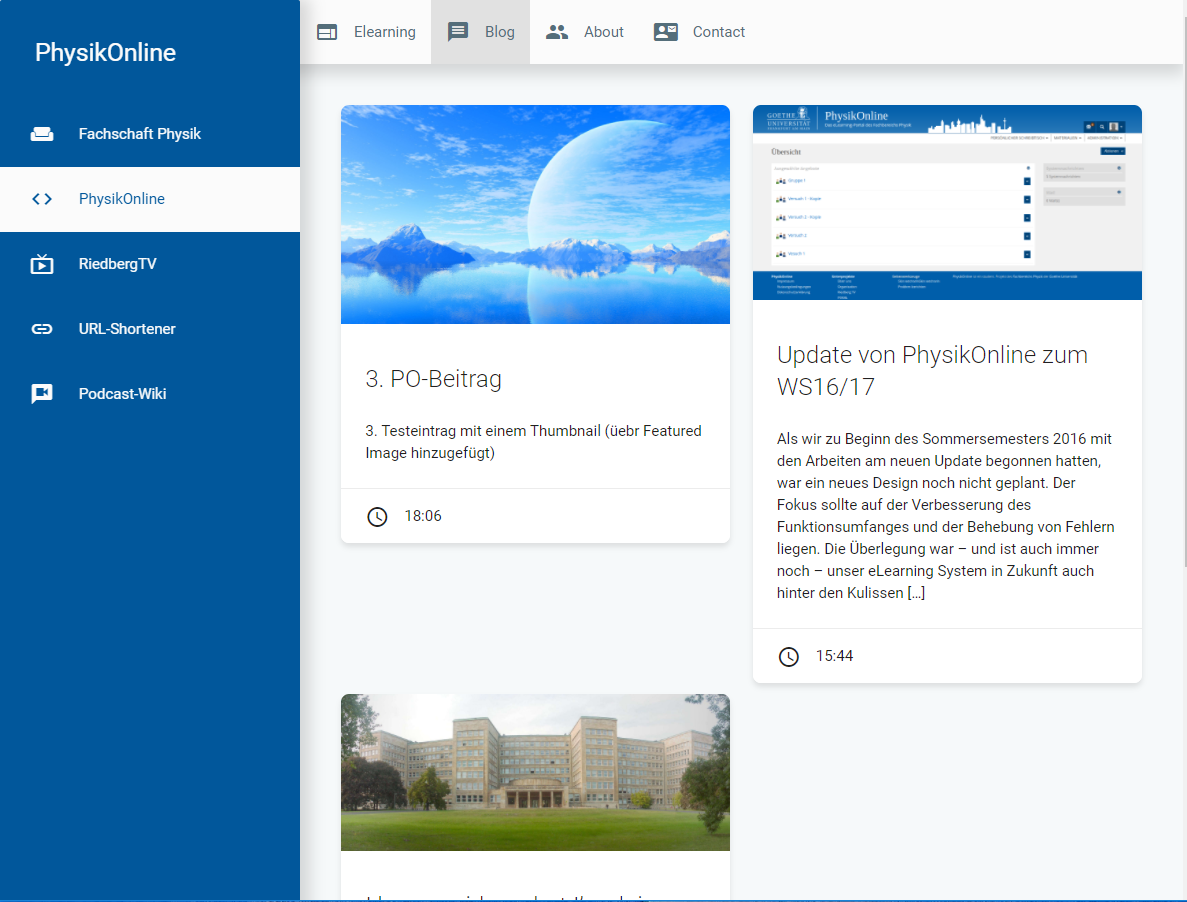 PhysikOnline
Fachschaft Physik
PhysikOnline
RiedbergTV
URL-Shortener
Podcast-Wiki
Elearning
Blog
About
Contact
3. PO-Beitrag
3. Testeintrag mit einem Thumbnail (üebr Featured
Image hinzugefügt)
18:06
GOETHE
UNIVERSITÄT
PhysikOnline
Übersicht
Update von PhysikOnline zum
WS16/17
Als wir zu Beginn des Sommersemesters 2016 mit
den Arbeiten am neuen Update begonnen hatten,
war ein neues Design noch nicht geplant. Der
Fokus sollte auf der Verbesserung des
Funktionsumfanges und der Behebung von Fehlern
liegen. Die Überlegung war – und ist auch immer
noch – unser eLearning System in Zukunft auch
hinter den Kulissen […]
15:44